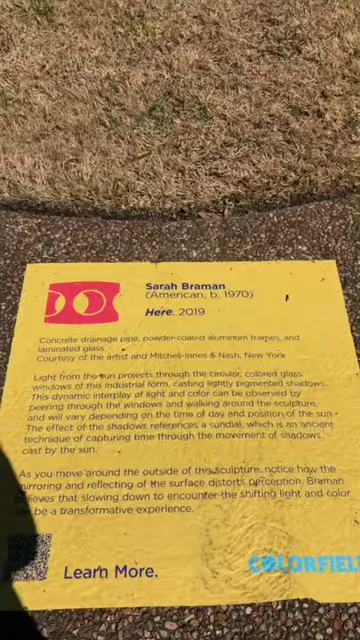 Sarah Braman
(American, b. 1970)
Here, 2019
Concrete drainage pipe, powder-coated aluminum frames, and
laminated glass
Courtesy of the artist and Mitchell-Innes & Nash, New York
Light from the sun projects through the circular, colored glass
windows of this industrial form, casting lightly pigmented shadows.
This dynamic interplay of light and color can be observed by
peering through the windows and walking around the sculpture,
and will vary depending on the time of day and position of the sun.
The effect of the shadows references a sundial, which is an ancient
technique of capturing time through the movement of shadows
cast by the sun.
As you move around the outside of this sculpture, notice how the
mirroring and reflecting of the surface distorts perception. Braman
believes that slowing down to encounter the shifting light and color
can be a transformative experience.
Learn More.
COLORFIEL